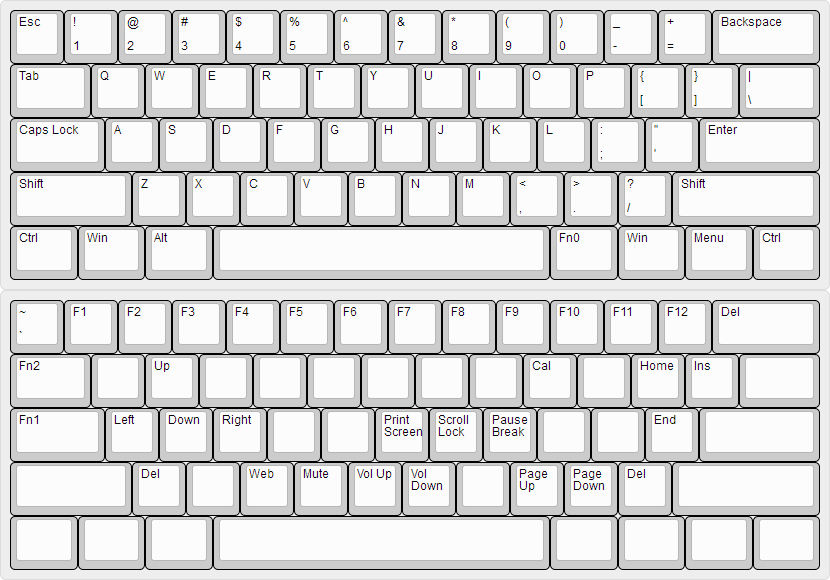 Esc ! @ # $ % ^ & * ( ) _ + Backspace
1 2 3 4 5 6 7 8 9 0 - =
Tab Q W E R T Y U I O P { } |
[ ] \
Caps Lock A S D F G H J K L : " Enter
; '
Shift Z X C V B N M < > ? Shift
, . /
Ctrl Win Alt Fn0 Win Menu Ctrl
~ F1 F2 F3 F4 F5 F6 F7 F8 F9 F10 F11 F12 Del
`
Fn2 Up Cal Home Ins
Fn1 Left Down Right Print Scroll Pause End
Screen Lock Break
Del Web Mute Vol Up Vol Page Page Del
Down Up Down